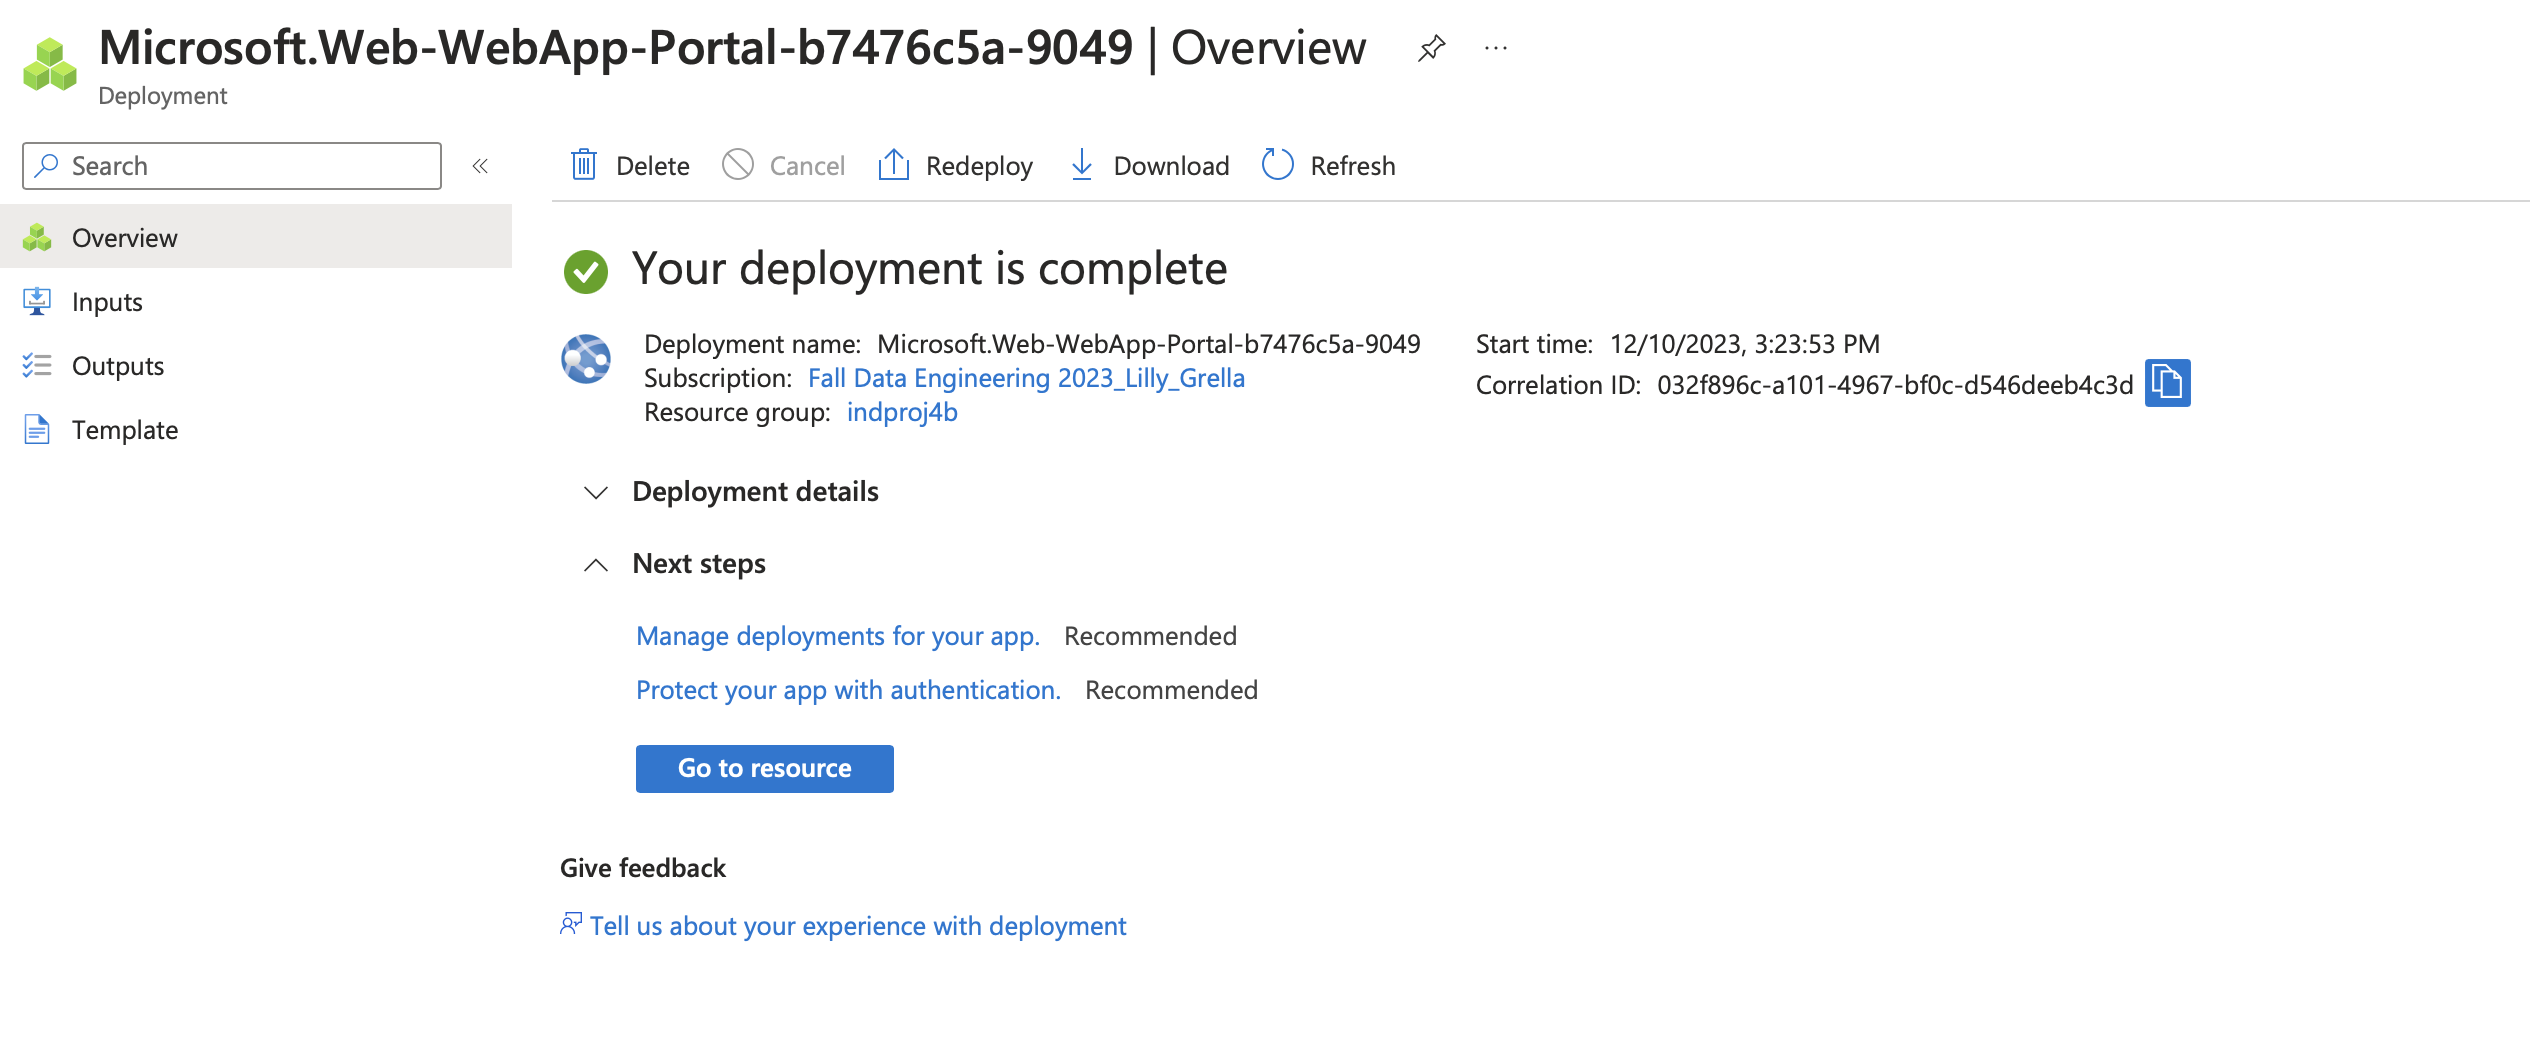 Microsoft.Web-WebApp-Portal-b7476c5a-9049 | Overview
Deployment
Search
Overview
Inputs
Outputs
Template
Delete Cancel Redeploy Download Refresh
Your deployment is complete
Deployment name: Microsoft.Web-WebApp-Portal-b7476c5a-9049
Subscription: Fall Data Engineering 2023_Lilly_Grella
Resource group: indproj4b
Start time: 12/10/2023, 3:23:53 PM
Correlation ID: 032f896c-a101-4967-bf0c-d546deeb4c3d
Deployment details
Next steps
Manage deployments for your app. Recommended
Protect your app with authentication. Recommended
Go to resource
Give feedback
Tell us about your experience with deployment